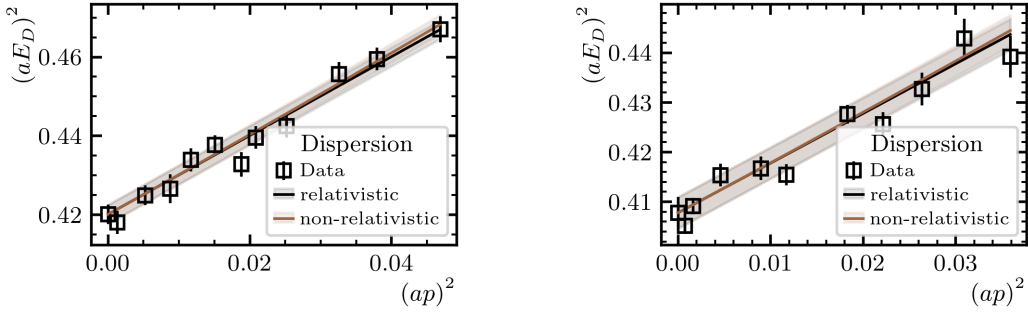 (aE_D)^2
0.46
0.44
0.42
0.00
0.02
0.04
(ap)^2
Dispersion
Data
relativistic
non-relativistic
(aE_D)^2
0.44
0.43
0.42
0.41
0.00
0.01
0.02
0.03
(ap)^2
Dispersion
Data
relativistic
non-relativistic